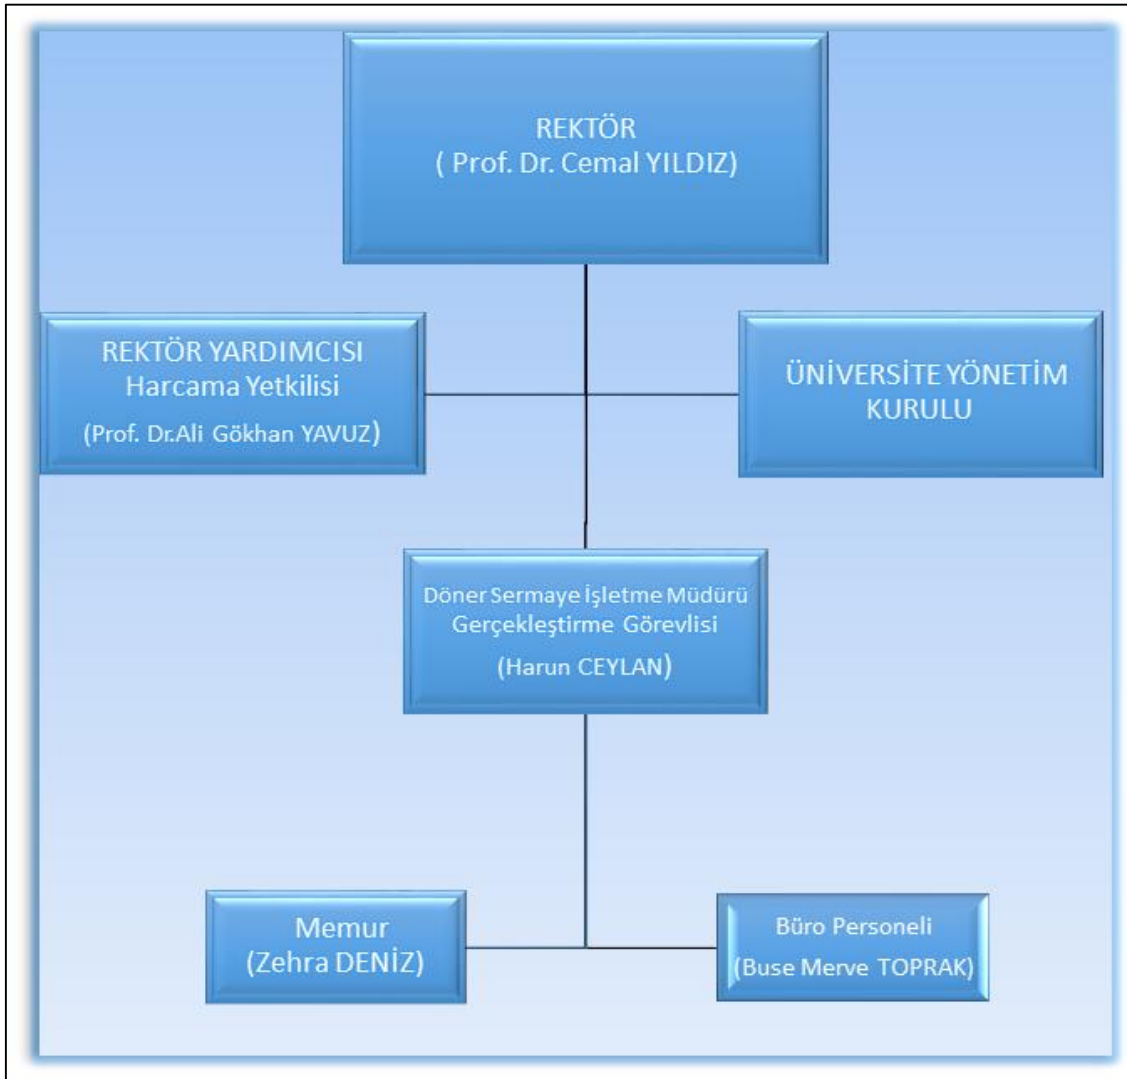 REKTÖR
( Prof. Dr. Cemal YILDIZ)
REKTÖR YARDIMCISI
Harcama Yetkilisi
(Prof. Dr.Ali Gökhan YAVUZ)
ÜNİVERSİTE YÖNETİM
KURULU
Döner Sermaye İşletme Müdürü
Gerçekleştirme Görevlisi
(Harun CEYLAN)
Memur
(Zehra DENİZ)
Büro Personeli
(Buse Merve TOPRAK)